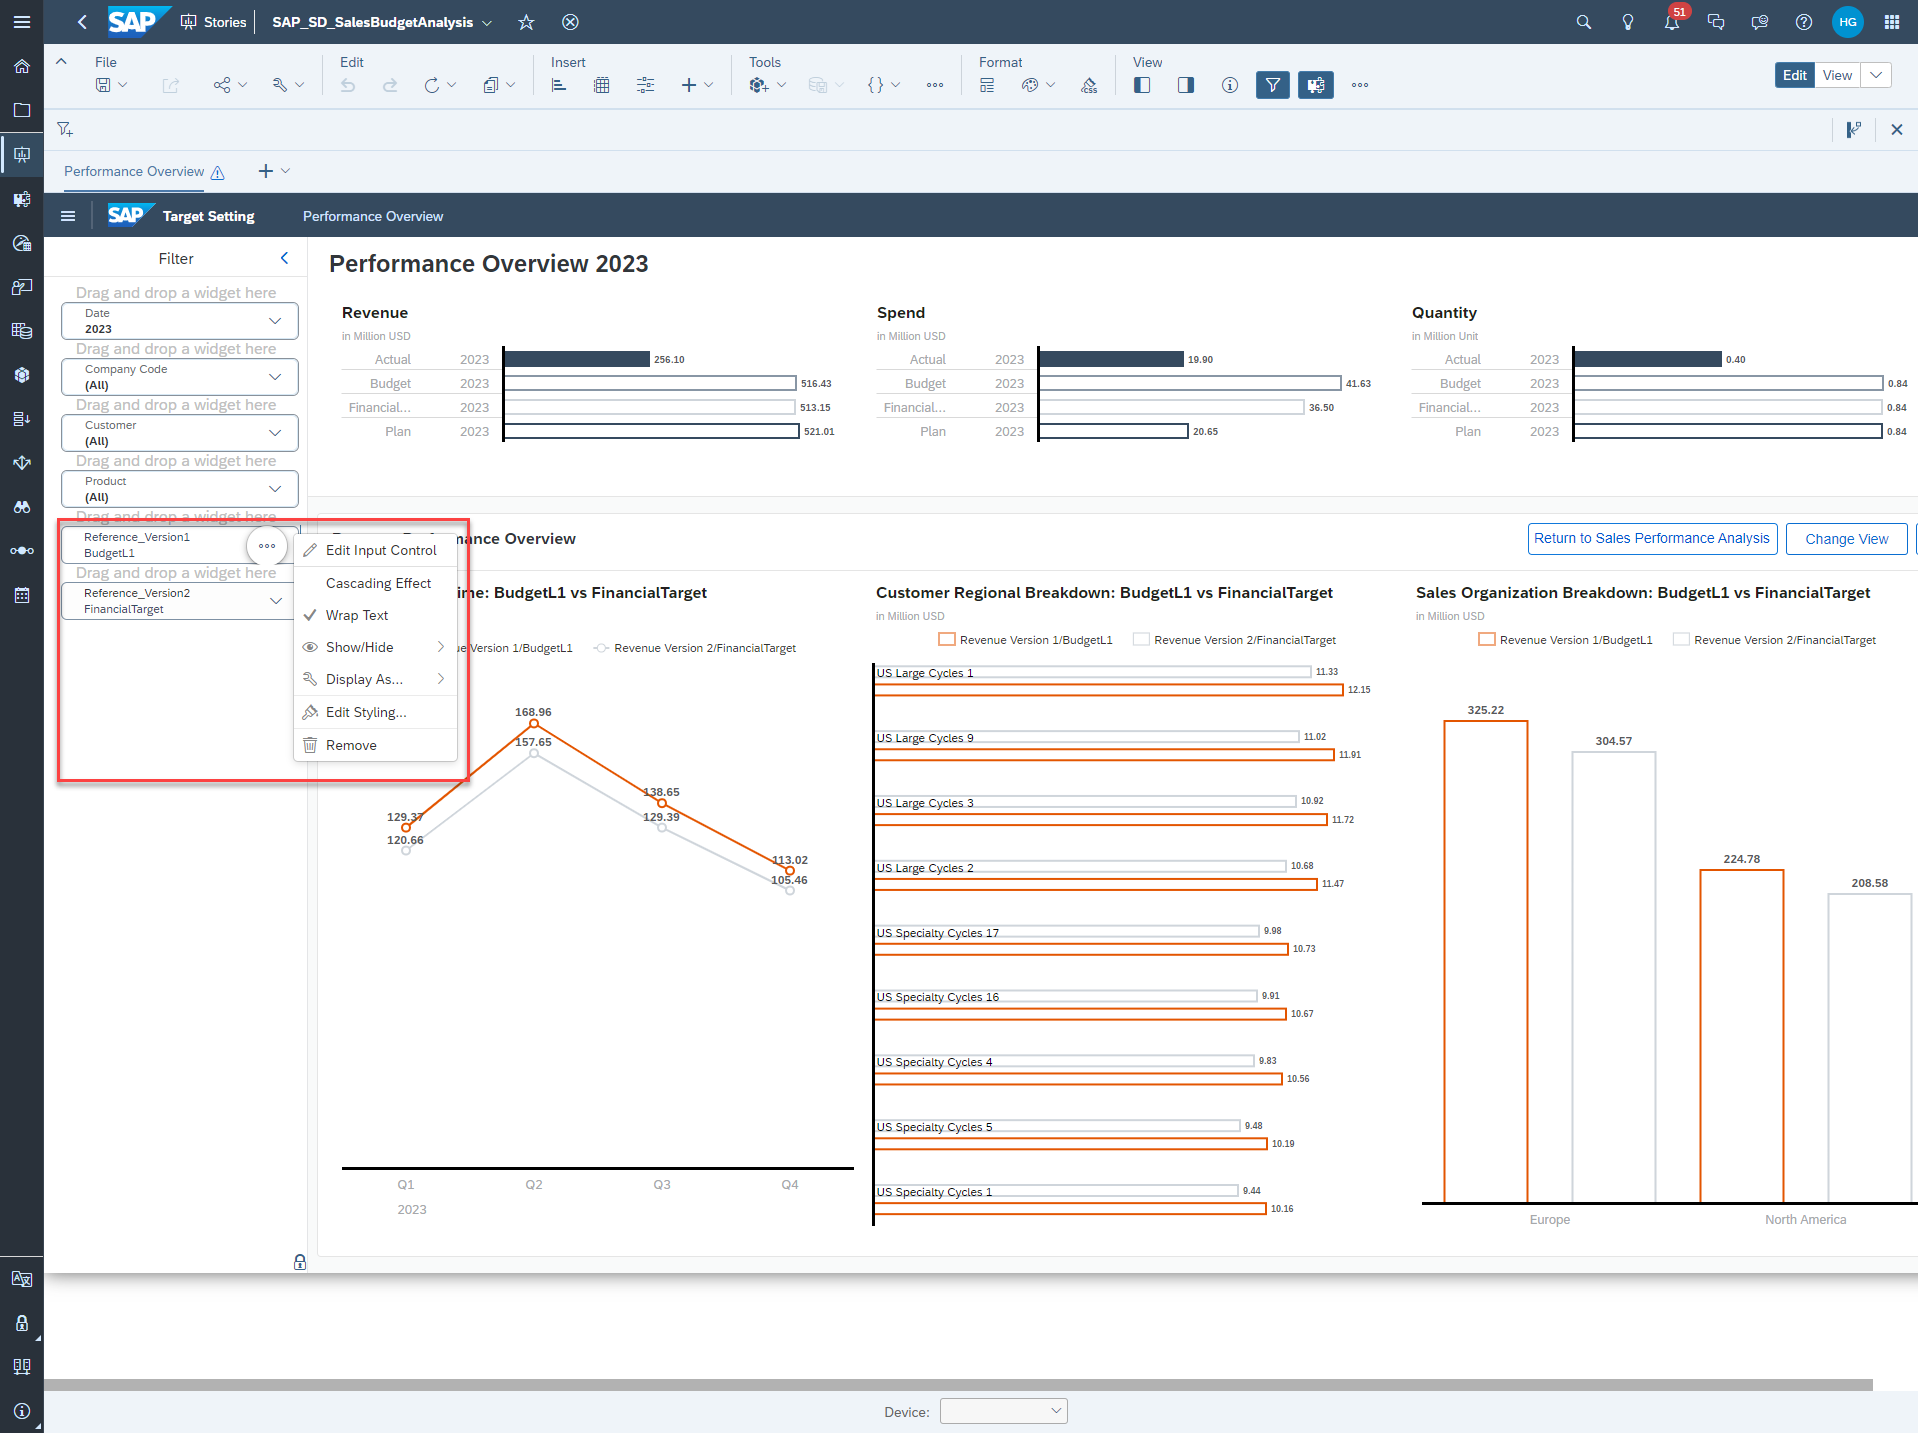 SAP Stories SAP_SD_SalesBudgetAnalysis 51 HG
File Edit Insert Tools Format View
CSS
Edit View
Performance Overview
SAP Target Setting Performance Overview
Filter
Drag and drop a widget here
Date
2023
Drag and drop a widget here
Company Code
(All)
Drag and drop a widget here
Customer
(All)
Drag and drop a widget here
Product
(All)
Drag and drop a widget here
Reference_Version1
BudgetL1
Drag and drop a widget here
Reference_Version2
FinancialTarget
Edit Input Control
Cascading Effect
Wrap Text
Show/Hide
Display As...
Edit Styling...
Remove
Performance Overview 2023
Revenue
in Million USD
Actual 2023 256.10
Budget 2023 516.43
Financial... 2023 513.15
Plan 2023 521.01
Spend
in Million USD
Actual 2023 19.90
Budget 2023 41.63
Financial... 2023 36.50
Plan 2023 20.65
Quantity
in Million Unit
Actual 2023 0.40
Budget 2023 0.84
Financial... 2023 0.84
Plan 2023 0.84
ance Overview
Return to Sales Performance Analysis
Change View
me: BudgetL1 vs FinancialTarget
ue Version 1/BudgetL1 Revenue Version 2/FinancialTarget
168.96
157.65
138.65
129.39
129.37
120.66
113.02
105.46
Q1 Q2 Q3 Q4
2023
Customer Regional Breakdown: BudgetL1 vs FinancialTarget
in Million USD
Revenue Version 1/BudgetL1 Revenue Version 2/FinancialTarget
US Large Cycles 1 11.33
12.15
US Large Cycles 9 11.02
11.91
US Large Cycles 3 10.92
11.72
US Large Cycles 2 10.68
11.47
US Specialty Cycles 17 9.98
10.73
US Specialty Cycles 16 9.91
10.67
US Specialty Cycles 4 9.83
10.56
US Specialty Cycles 5 9.48
10.19
US Specialty Cycles 1 9.44
10.16
Sales Organization Breakdown: BudgetL1 vs FinancialTarget
in Million USD
Revenue Version 1/BudgetL1 Revenue Version 2/FinancialTarget
325.22
304.57
224.78
208.58
Europe North America
Device: